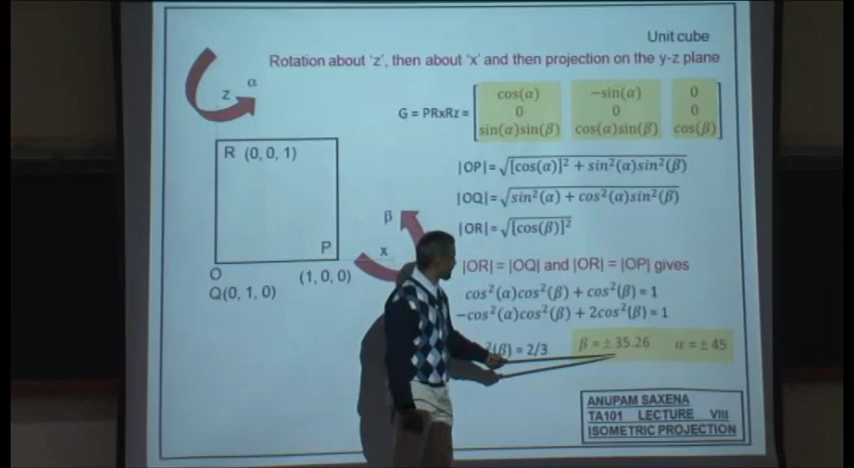 Unit cube
Rotation about 'z', then about 'x' and then projection on the y-z plane
α
z
G = PRxRz = [cos(α) −sin(α) 0
0 0 0
sin(α)sin(β) cos(α)sin(β) cos(β)]
R (0, 0, 1)
|OP|= √[cos(α)]² + sin²(α)sin²(β)
|OQ|= √sin²(α) + cos²(α)sin²(β)
β
|OR|= √[cos(β)]²
P
x
O
(1, 0, 0)
Q(0, 1, 0)
|OR|= |OQ| and |OR| = |OP| gives
cos²(α)cos²(β) + cos²(β) = 1
−cos²(α)cos²(β) + 2cos²(β) = 1
²(β) = 2/3
β = ± 35.26 α = ± 45
ANUPAM SAXENA
TA101 LECTURE VIII
ISOMETRIC PROJECTION